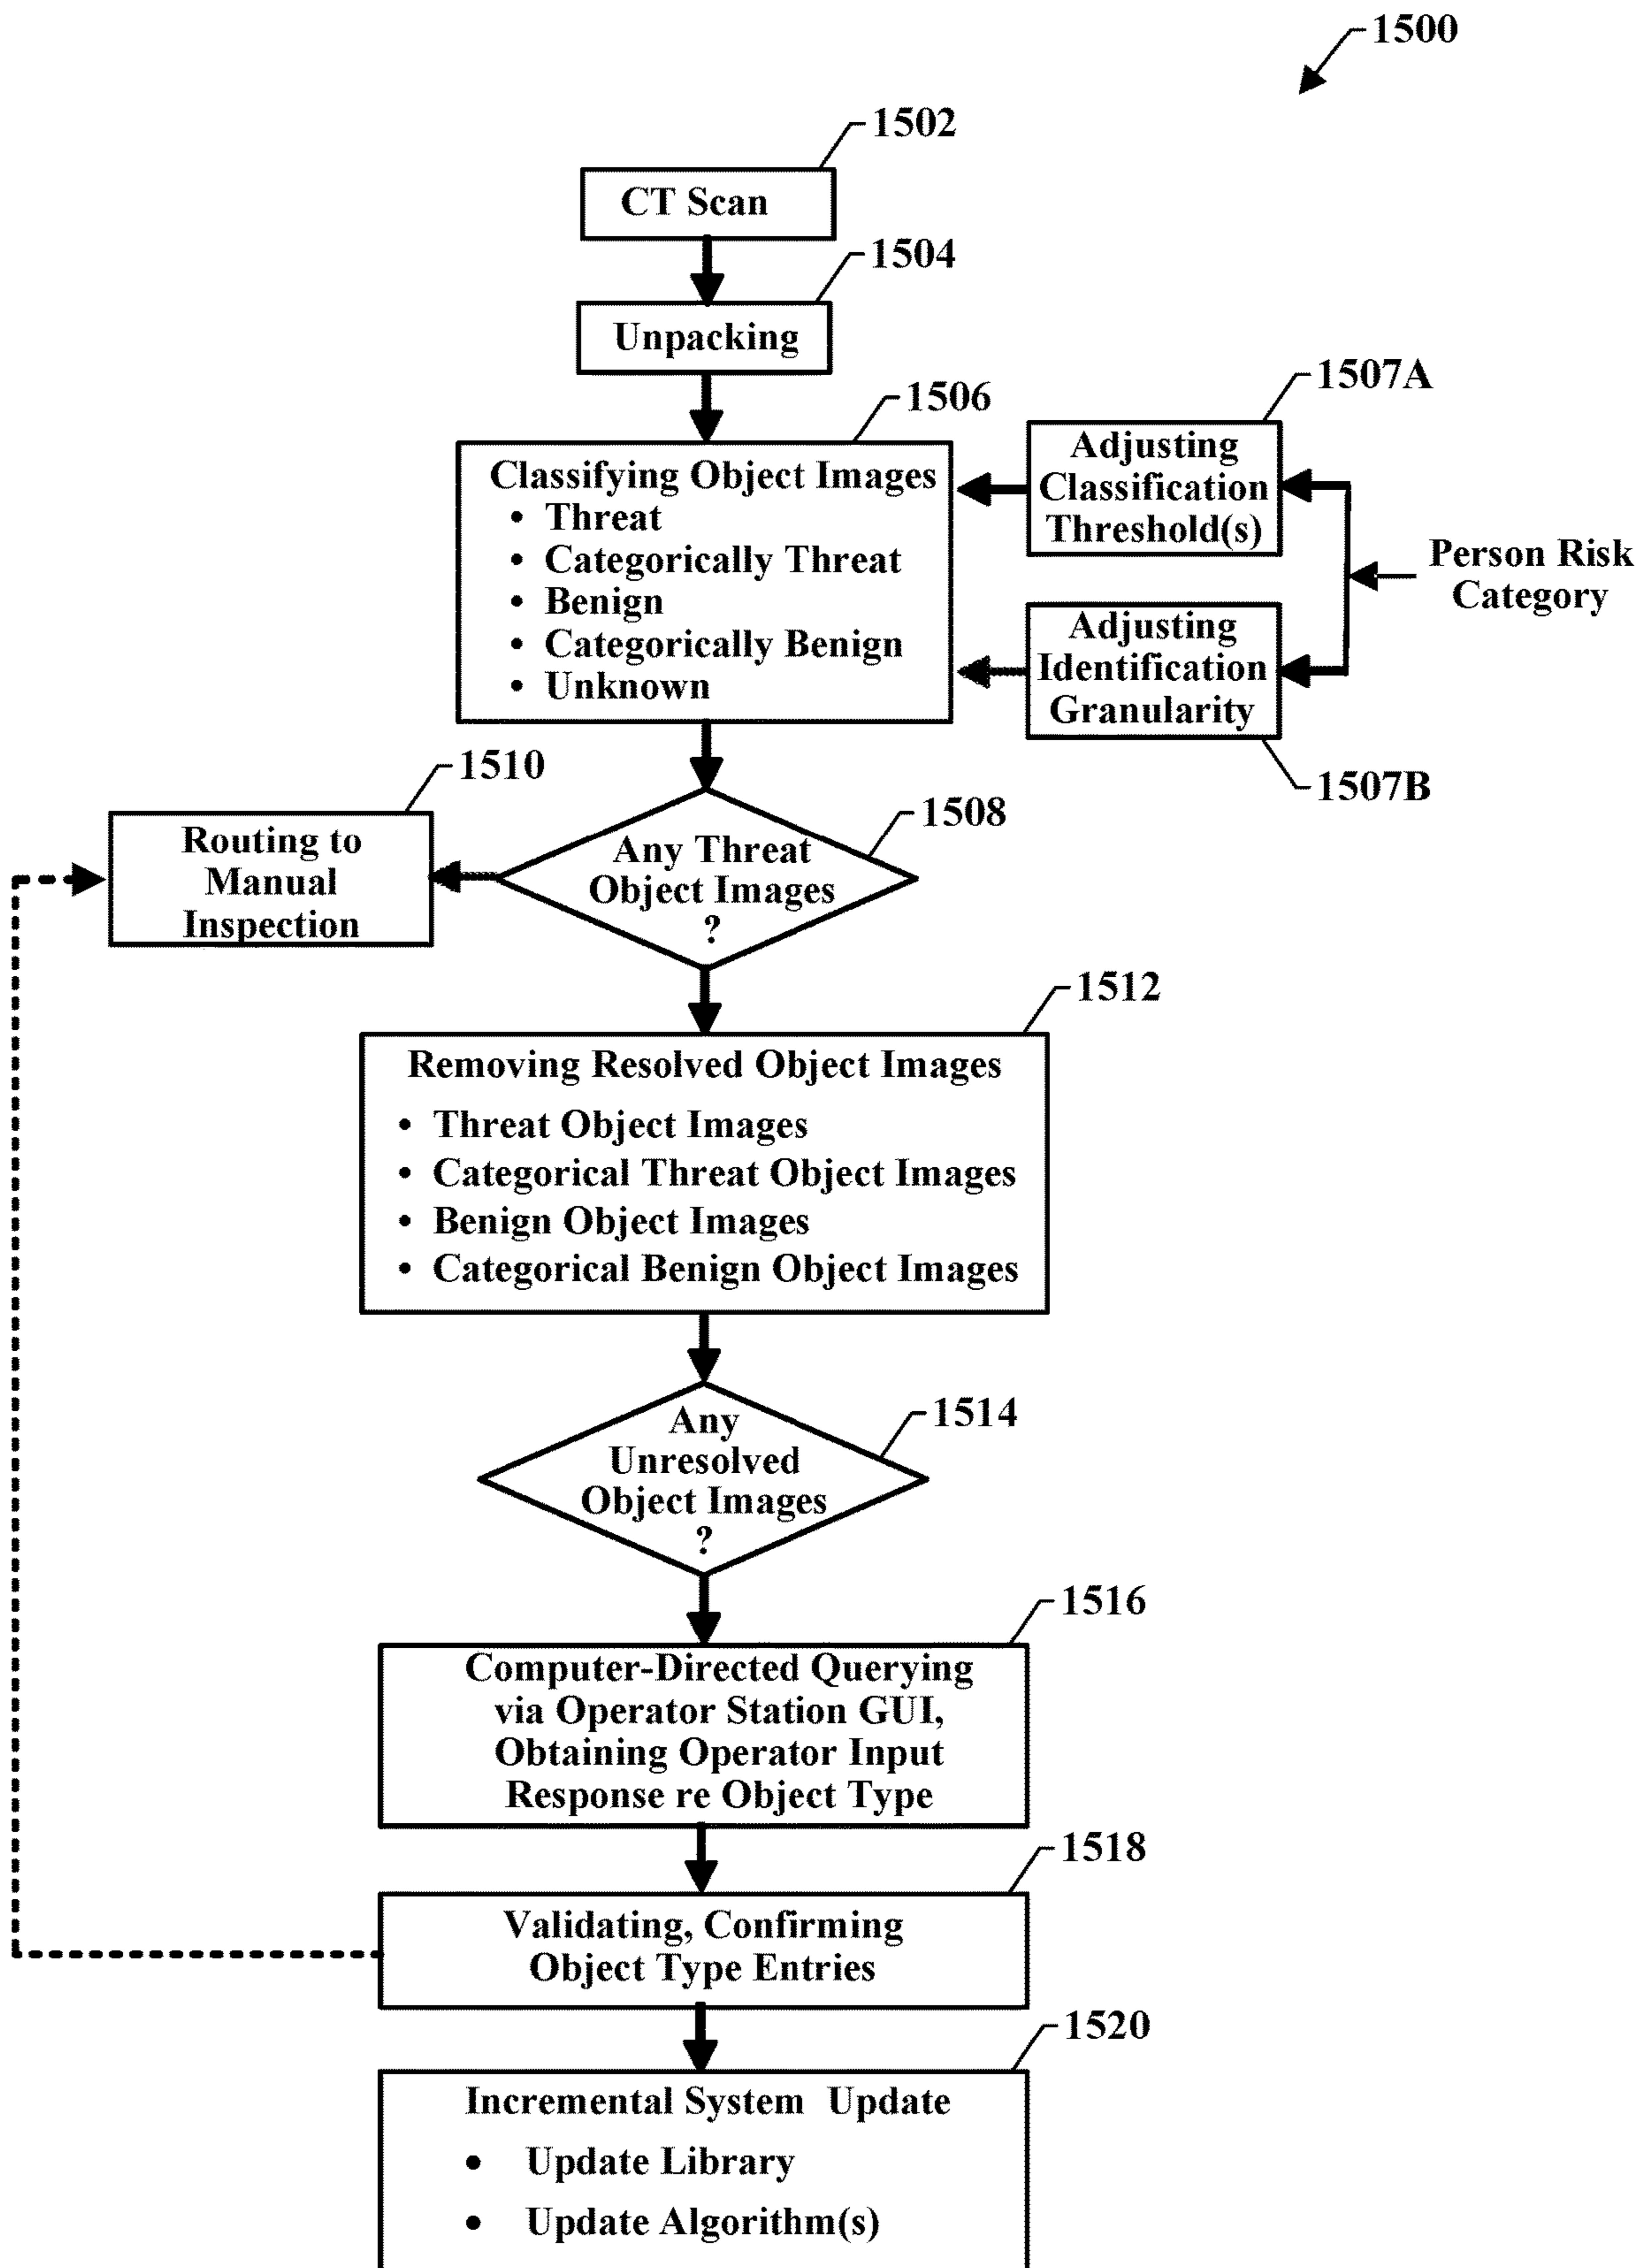 1500
1502
CT Scan
1504
Unpacking
1506
Classifying Object Images
• Threat
• Categorically Threat
• Benign
• Categorically Benign
• Unknown
1507A
Adjusting
Classification
Threshold(s)
Person Risk
Category
Adjusting
Identification
Granularity
1507B
1510
Routing to
Manual
Inspection
1508
Any Threat
Object Images
?
1512
Removing Resolved Object Images
• Threat Object Images
• Categorical Threat Object Images
• Benign Object Images
• Categorical Benign Object Images
1514
Any
Unresolved
Object Images
?
1516
Computer-Directed Querying
via Operator Station GUI,
Obtaining Operator Input
Response re Object Type
1518
Validating, Confirming
Object Type Entries
1520
Incremental System Update
• Update Library
• Update Algorithm(s)